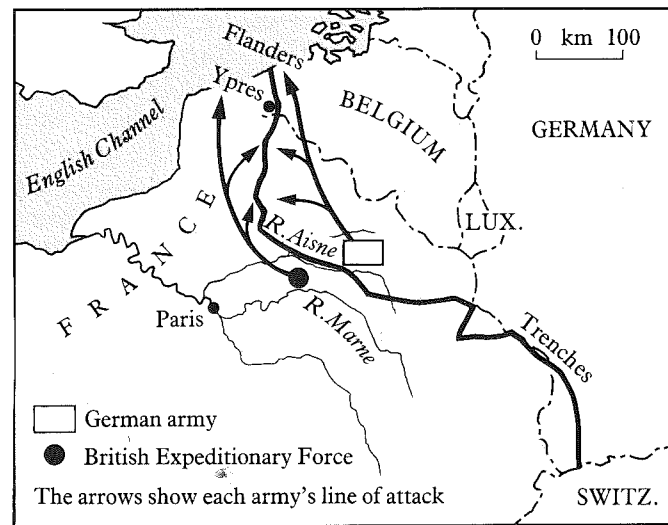 Flanders
0 km 100
Ypres
BELGIUM
GERMANY
English Channel
FRANCE
LUX.
R. Aisne
Paris
R. Marne
Trenches
German army
British Expeditionary Force
The arrows show each army's line of attack
SWITZ.